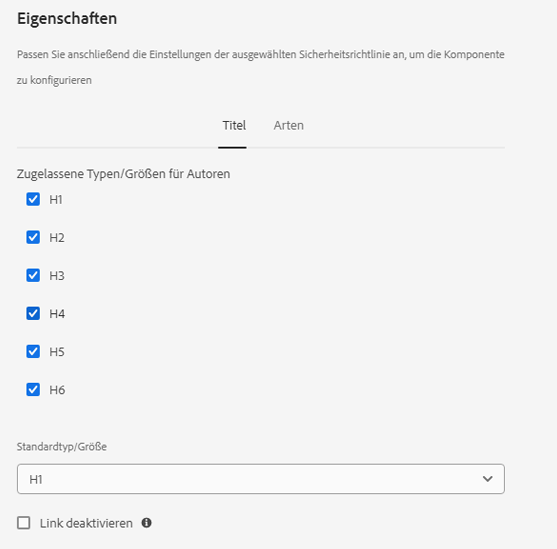 Eigenschaften
Passen Sie anschließend die Einstellungen der ausgewählten Sicherheitsrichtlinie an, um die Komponente
zu konfigurieren
Titel Arten
Zugelassene Typen/Größen für Autoren
H1
H2
H3
H4
H5
H6
Standardtyp/Größe
H1
Link deaktivieren